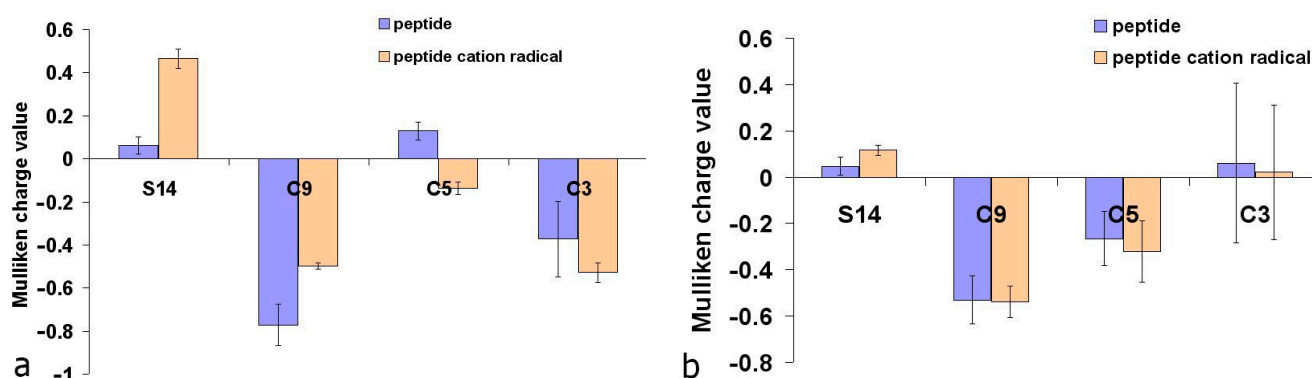 0.6
0.4
0.2
0
-0.2
-0.4
-0.6
-0.8
-1
Mulliken charge value
peptide
peptide cation radical
S14
C9
C5
C3
a
0.6
0.4
0.2
0
-0.2
-0.4
-0.6
-0.8
Mulliken charge value
peptide
peptide cation radical
S14
C9
C5
C3
b